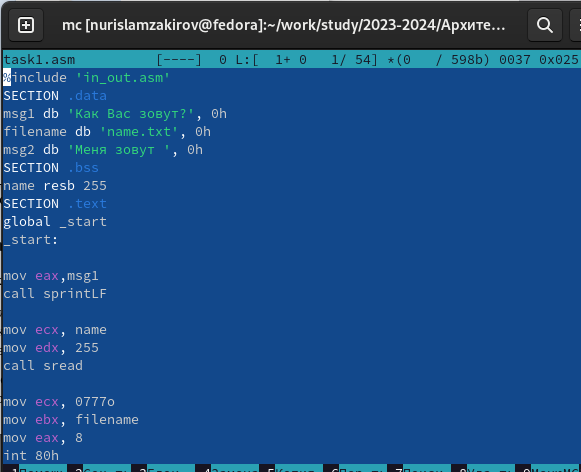 mc [nurislamzakirov@fedora]:~/work/study/2023-2024/Архите...
task1.asm [----] 0 L:[ 1+ 0 1/ 54] *(0 / 598b) 0037 0x025
%include 'in_out.asm'
SECTION .data
msg1 db 'Как Вас зовут?', 0h
filename db 'name.txt', 0h
msg2 db 'Меня зовут ', 0h
SECTION .bss
name resb 255
SECTION .text
global _start
_start:
mov eax,msg1
call sprintLF
mov ecx, name
mov edx, 255
call sread
mov ecx, 0777o
mov ebx, filename
mov eax, 8
int 80h